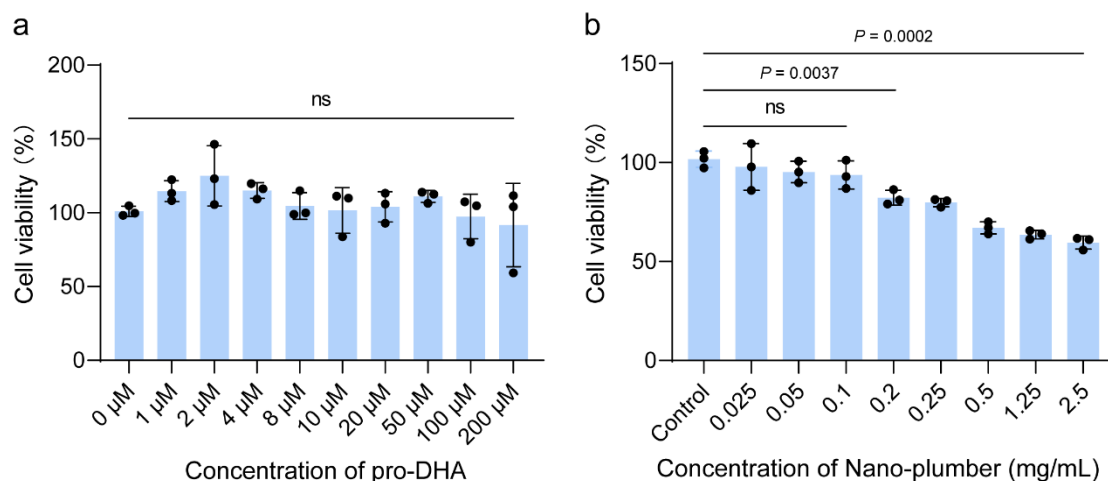 a
200
150
100
50
0
Cell viability (%)
ns
0 μM
1 μM
2 μM
4 μM
8 μM
10 μM
20 μM
50 μM
100 μM
200 μM
Concentration of pro-DHA
b
150
100
50
0
Cell viability (%)
P = 0.0002
P = 0.0037
ns
Control
0.025
0.05
0.1
0.2
0.25
0.5
1.25
2.5
Concentration of Nano-plumber (mg/mL)